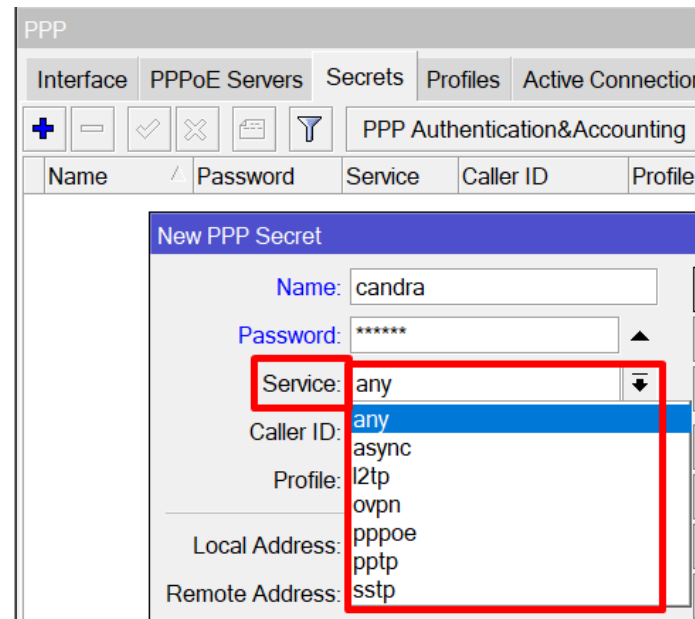 PPP
Interface PPPoE Servers Secrets Profiles Active Connection
PPP Authentication&Accounting
Name Password Service Caller ID Profile
New PPP Secret
Name: candra
Password: ******
Service: any
any
Caller ID:
async
l2tp
Profile:
ovpn
pppoe
Local Address:
pptp
Remote Address:
sstp